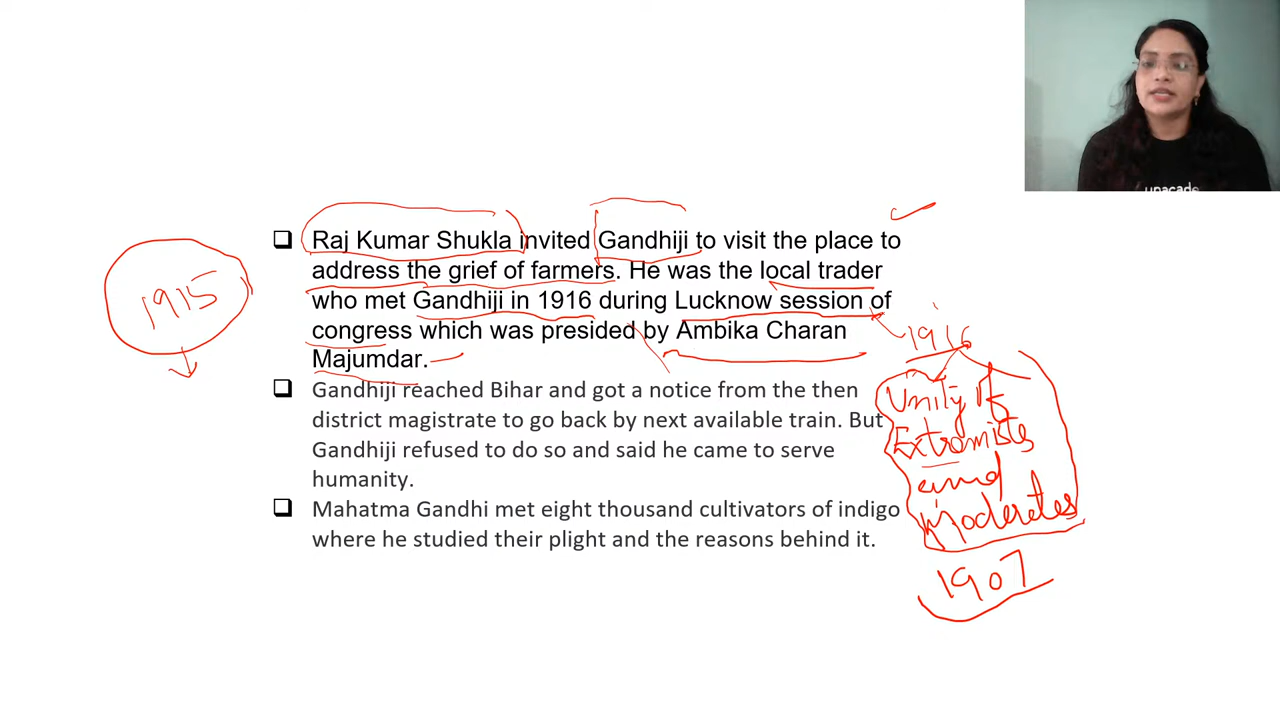 Raj Kumar Shukla invited Gandhiji to visit the place to
address the grief of farmers. He was the local trader
who met Gandhiji in 1916 during Lucknow session of
congress which was presided by Ambika Charan
Majumdar.
Gandhiji reached Bihar and got a notice from the then
district magistrate to go back by next available train. But
Gandhiji refused to do so and said he came to serve
humanity.
Mahatma Gandhi met eight thousand cultivators of indigo
where he studied their plight and the reasons behind it.
1915
1916
Unity of
Extremists
and
Moderates
1907
unacade